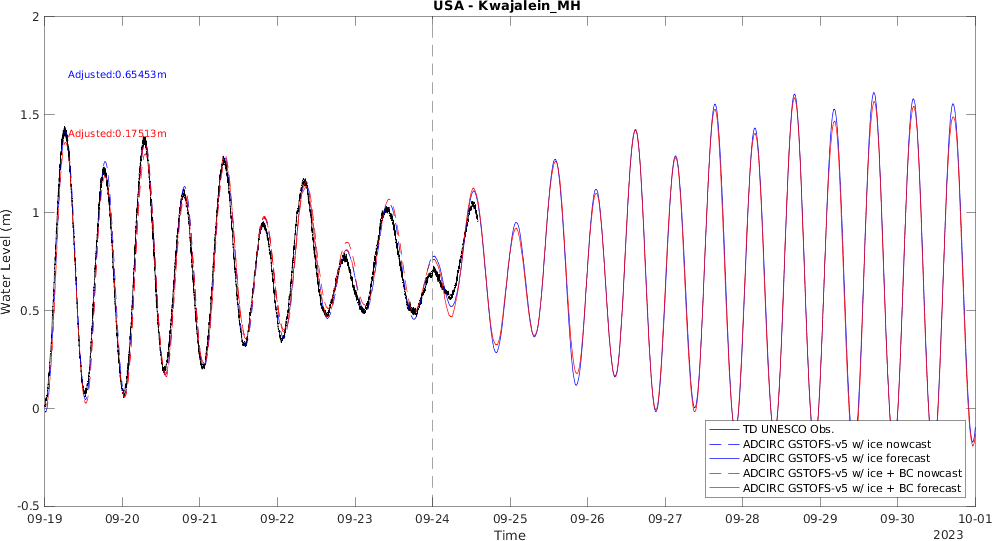 USA - Kwajalein_MH
2
1.5
1
0.5
0
-0.5
Water Level (m)
Adjusted:0.65453m
Adjusted:0.17513m
TD UNESCO Obs.
ADCIRC GSTOFS-v5 w/ ice nowcast
ADCIRC GSTOFS-v5 w/ ice forecast
ADCIRC GSTOFS-v5 w/ ice + BC nowcast
ADCIRC GSTOFS-v5 w/ ice + BC forecast
09-19 09-20 09-21 09-22 09-23 09-24 09-25 09-26 09-27 09-28 09-29 09-30 10-01
Time
2023